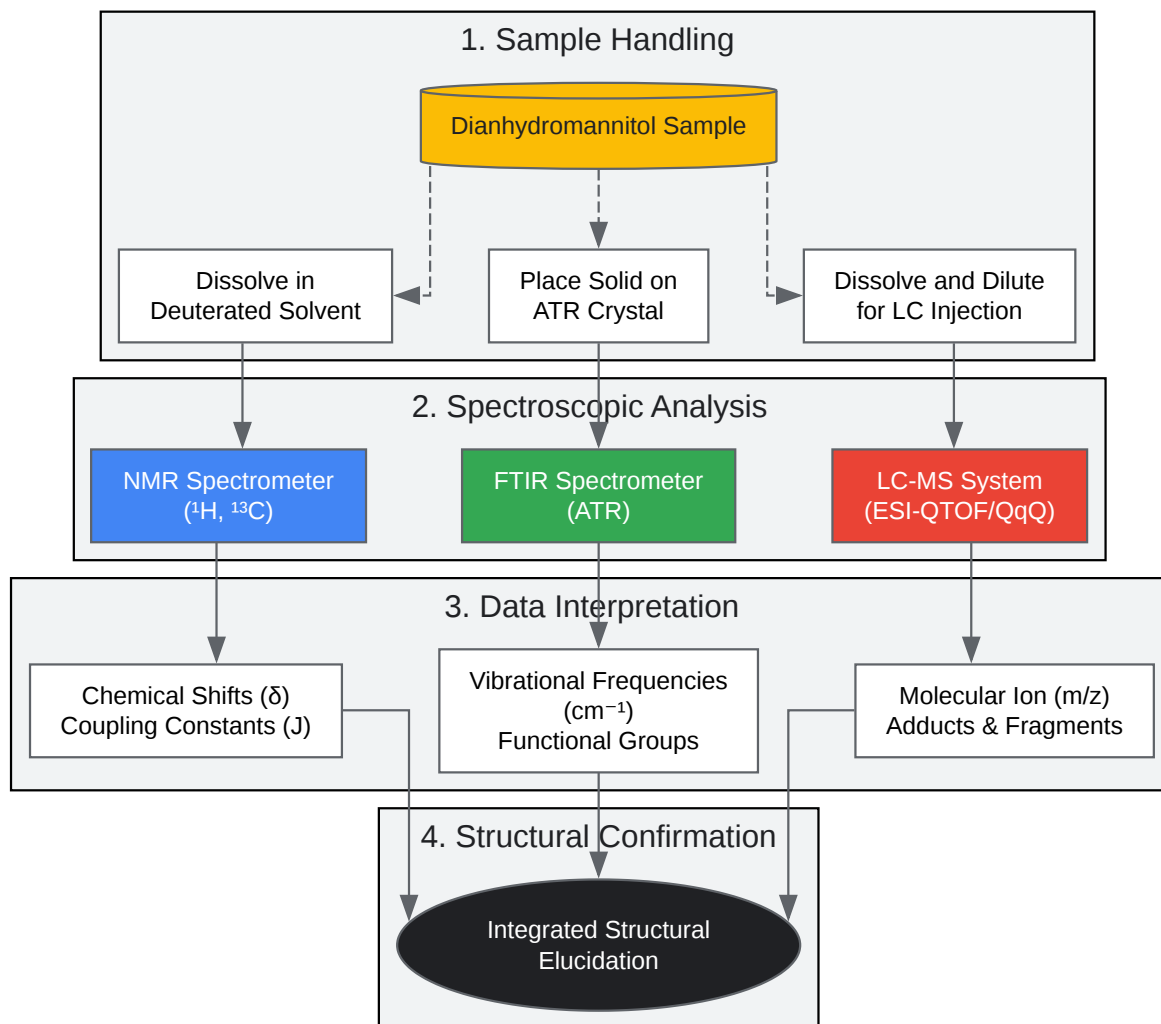 1. Sample Handling
Dianhydromannitol Sample
Dissolve in
Deuterated Solvent
Place Solid on
ATR Crystal
Dissolve and Dilute
for LC Injection
2. Spectroscopic Analysis
NMR Spectrometer
(¹H, ¹³C)
FTIR Spectrometer
(ATR)
LC-MS System
(ESI-QTOF/QqQ)
3. Data Interpretation
Chemical Shifts (δ)
Coupling Constants (J)
Vibrational Frequencies
(cm⁻¹)
Functional Groups
Molecular Ion (m/z)
Adducts & Fragments
4. Structural Confirmation
Integrated Structural
Elucidation